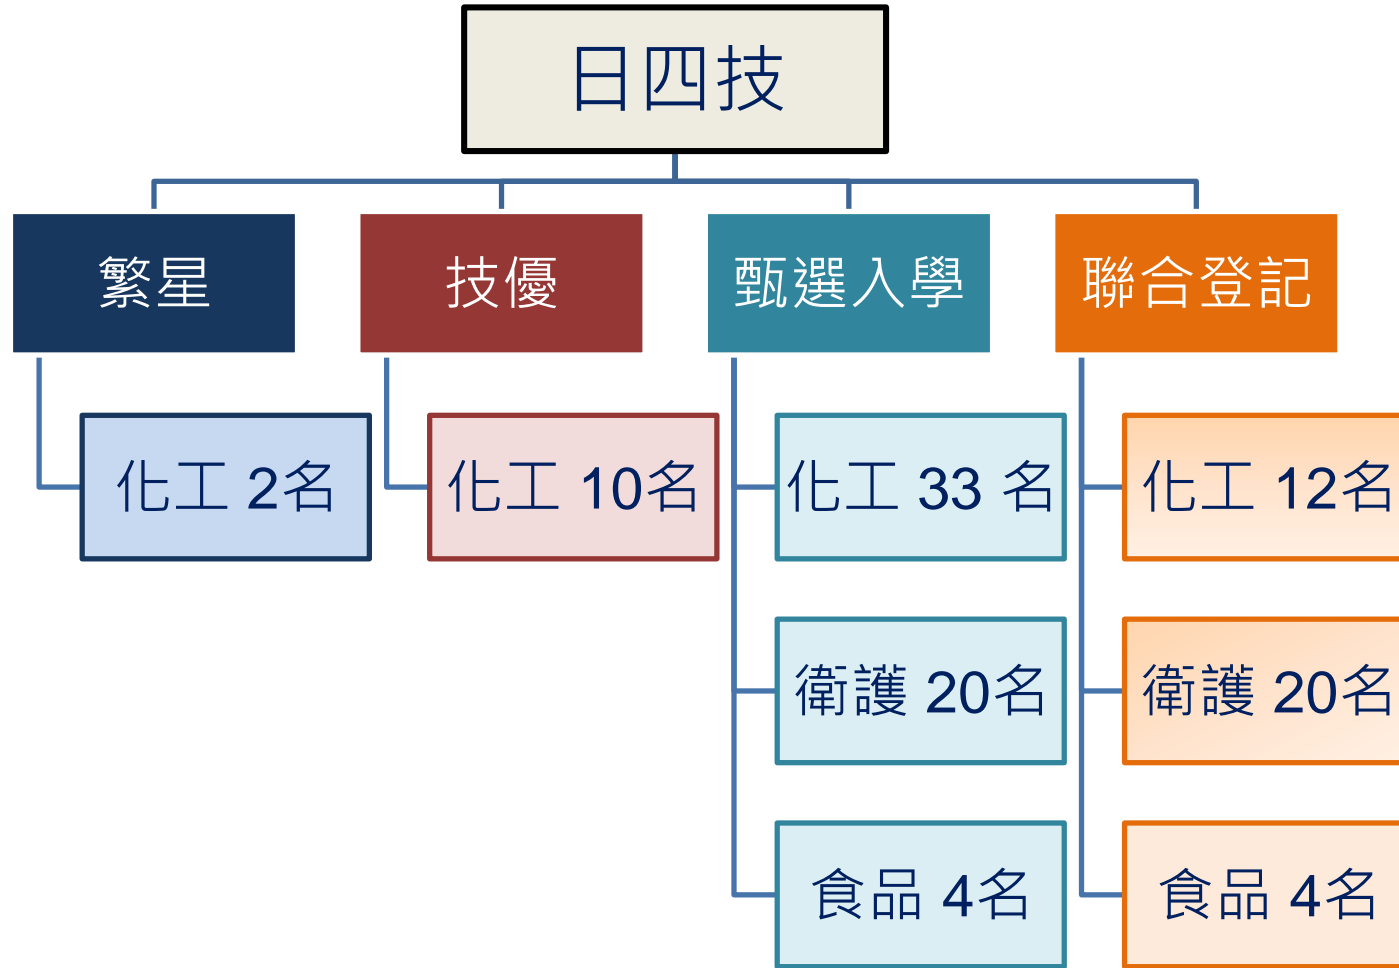 日四技
繁星
技優
甄選入學
聯合登記
化工 2名
化工 10名
化工 33 名
化工 12名
衛護 20名
衛護 20名
食品 4名
食品 4名